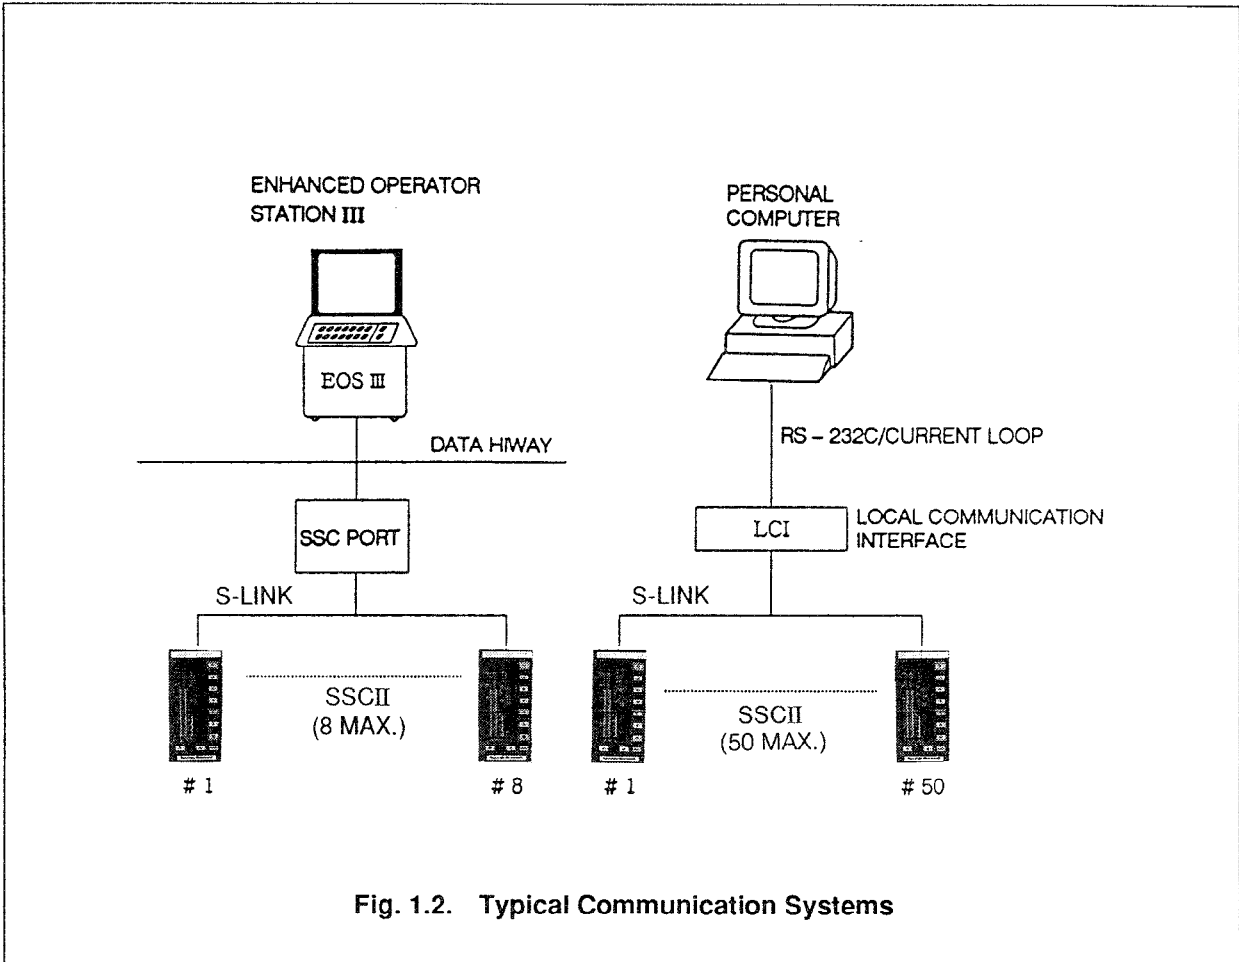 ENHANCED OPERATOR
STATION III
EOS III
DATA HIWAY
SSC PORT
S-LINK
SSCII
(8 MAX.)
# 1
# 8
PERSONAL
COMPUTER
RS – 232C/CURRENT LOOP
LCI
LOCAL COMMUNICATION
INTERFACE
S-LINK
SSCII
(50 MAX.)
# 1
# 50
Fig. 1.2. Typical Communication Systems